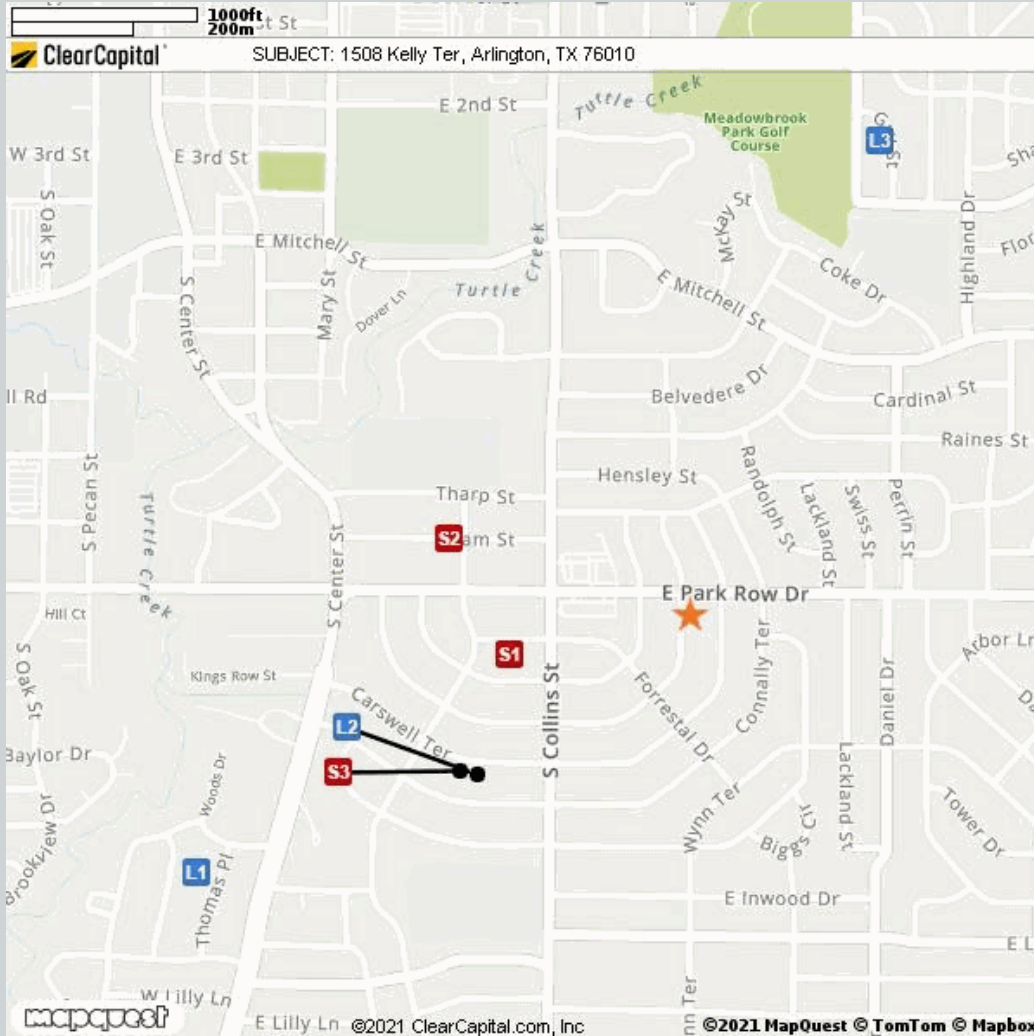 1000ft
200m
ClearCapital
SUBJECT: 1508 Kelly Ter, Arlington, TX 76010
E 2nd St
Turtle Creek
Meadowbrook
Park Golf
Course
L3
W 3rd St
E 3rd St
S Oak St
McKay St
Highland Dr
E Mitchell St
Turtle Creek
Coke Dr
S Center St
Mary St
Dover Ln
E Mitchell St
Belvedere Dr
Cardinal St
Raines St
Hensley St
S Pecan St
Tharp St
Randolph St
Lackland St
Swiss St
Perrin St
Turtle Creek
S2
S Center St
E Park Row Dr
Hill Ct
S Oak St
S1
Arbor Ln
Kings Row St
Connally Ter
Forrestal Dr
Daniel Dr
L2
Carswell Ter
S Collins St
S3
Baylor Dr
Woods Dr
Lackland St
Wynn Ter
Tower Dr
Biggs Cir
Brookview Dr
L1
Thomas Pl
E Inwood Dr
W Lilly Ln
mapquest
E Lilly Ln
©2021 ClearCapital.com, Inc
©2021 MapQuest © TomTom © Mapbox